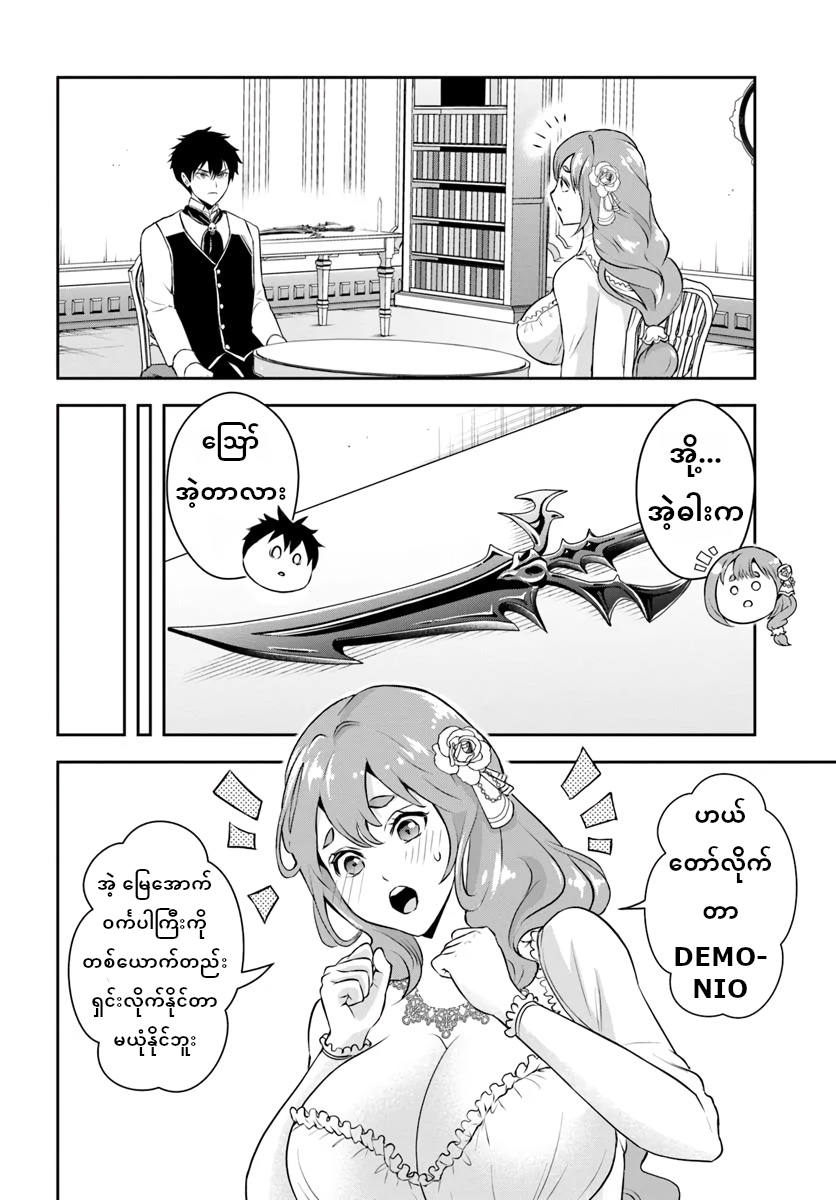 အို့...
အဲ့ဓါးက
သြော်
အဲ့တာလား
ဟယ်
တော်လိုက်
တာ
DEMO-
NIO
အဲ့ မြေအောက်
ဝင်္ကပါကြီးကို
တစ်ယောက်တည်း
ရှင်းလိုက်နိုင်တာ
မယုံနိုင်ဘူး